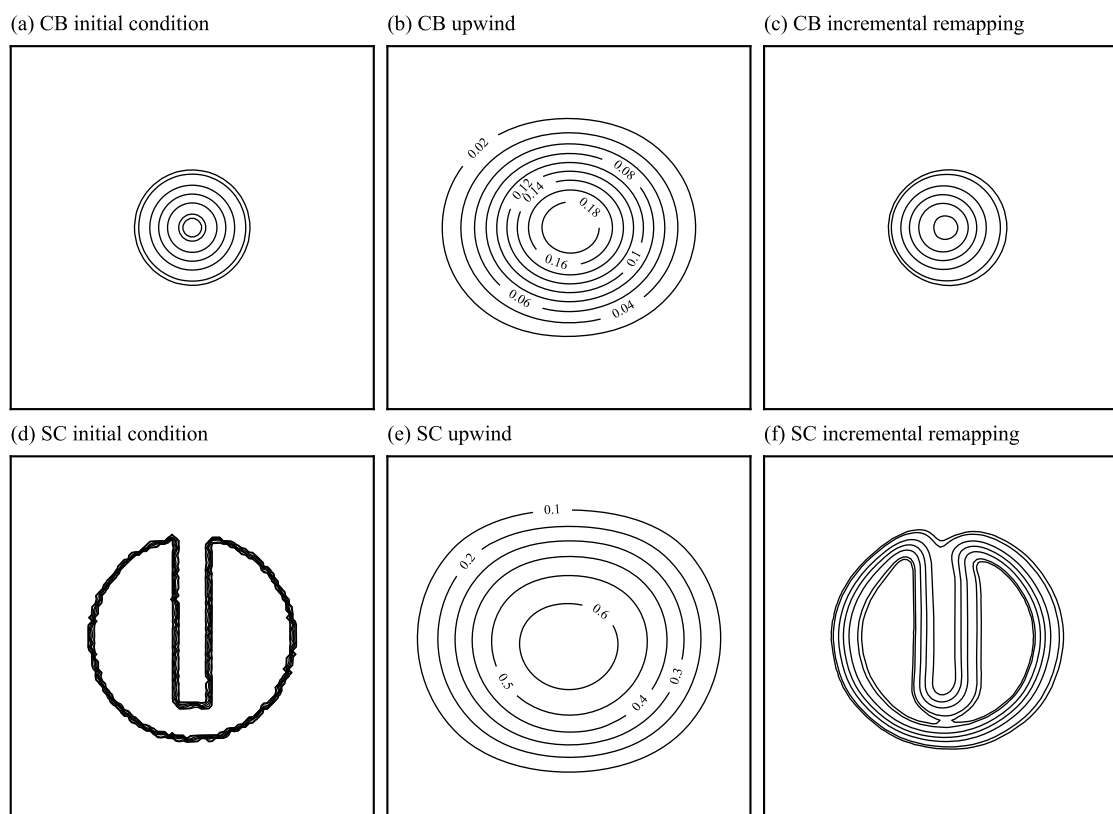 (a) CB initial condition
(b) CB upwind
(c) CB incremental remapping
0.02
0.08
0.12
0.14
0.18
0.16
0.1
0.06
0.04
(d) SC initial condition
(e) SC upwind
(f) SC incremental remapping
0.1
0.2
0.6
0.5
0.3
0.4